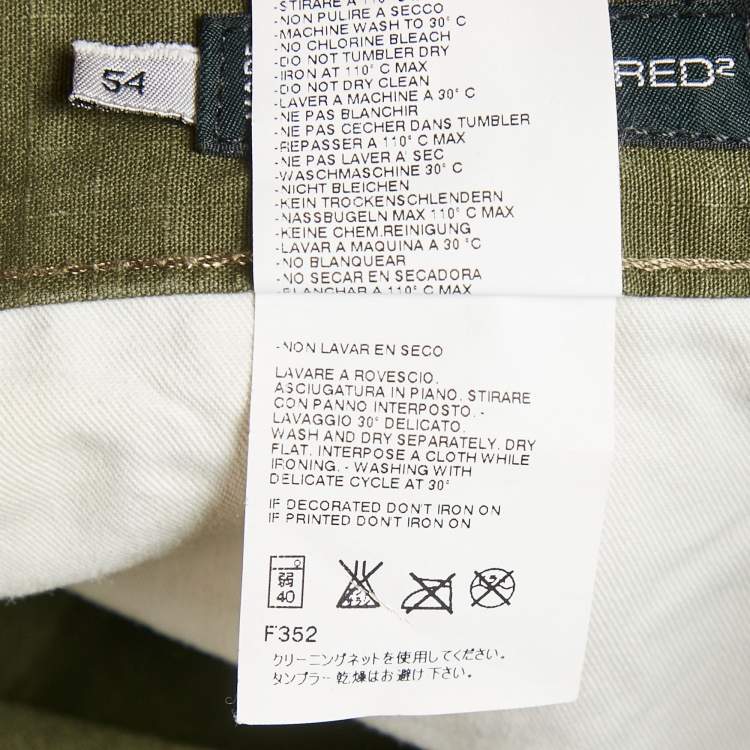 54
RED²
-STIRARE A 110° C MAX
-NON PULIRE A SECCO
-MACHINE WASH TO 30° C
-NO CHLORINE BLEACH
-DO NOT TUMBLER DRY
-IRON AT 110° C MAX
-DO NOT DRY CLEAN
-LAVER A MACHINE A 30° C
-NE PAS BLANCHIR
-NE PAS CECHER DANS TUMBLER
-REPASSER A 110° C MAX
-NE PAS LAVER A' SEC
-WASCHMASCHINE 30° C
-NICHT BLEICHEN
-KEIN TROCKENSCHLENDERN
-NASSBUGELN MAX 110° C MAX
-KEINE CHEM.REINIGUNG
-LAVAR A MAQUINA A 30° C
-NO BLANQUEAR
-NO SECAR EN SECADORA
-PLANCHAR A 110° C MAX
-NON LAVAR EN SECO
LAVARE A ROVESCIO,
ASCIUGATURA IN PIANO, STIRARE
CON PANNO INTERPOSTO. -
LAVAGGIO 30° DELICATO.
WASH AND DRY SEPARATELY, DRY
FLAT, INTERPOSE A CLOTH WHILE
IRONING. - WASHING WITH
DELICATE CYCLE AT 30°
IF DECORATED DON'T IRON ON
IF PRINTED DON'T IRON ON
弱
40
F352
クリーニングネットを使用してください。
タンブラー 乾燥はお避け下さい。